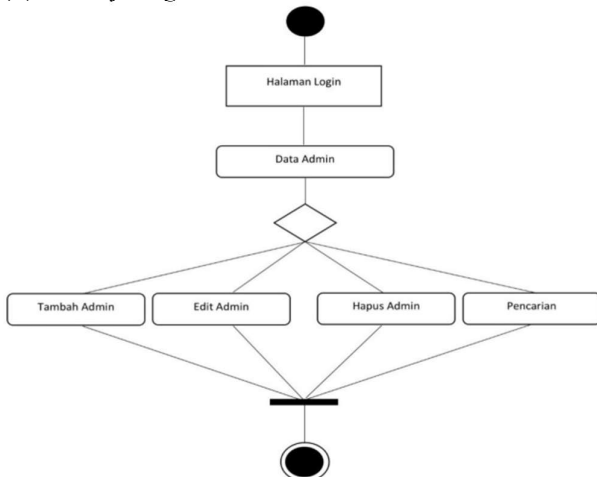 Halaman Login
Data Admin
Tambah Admin
Edit Admin
Hapus Admin
Pencarian